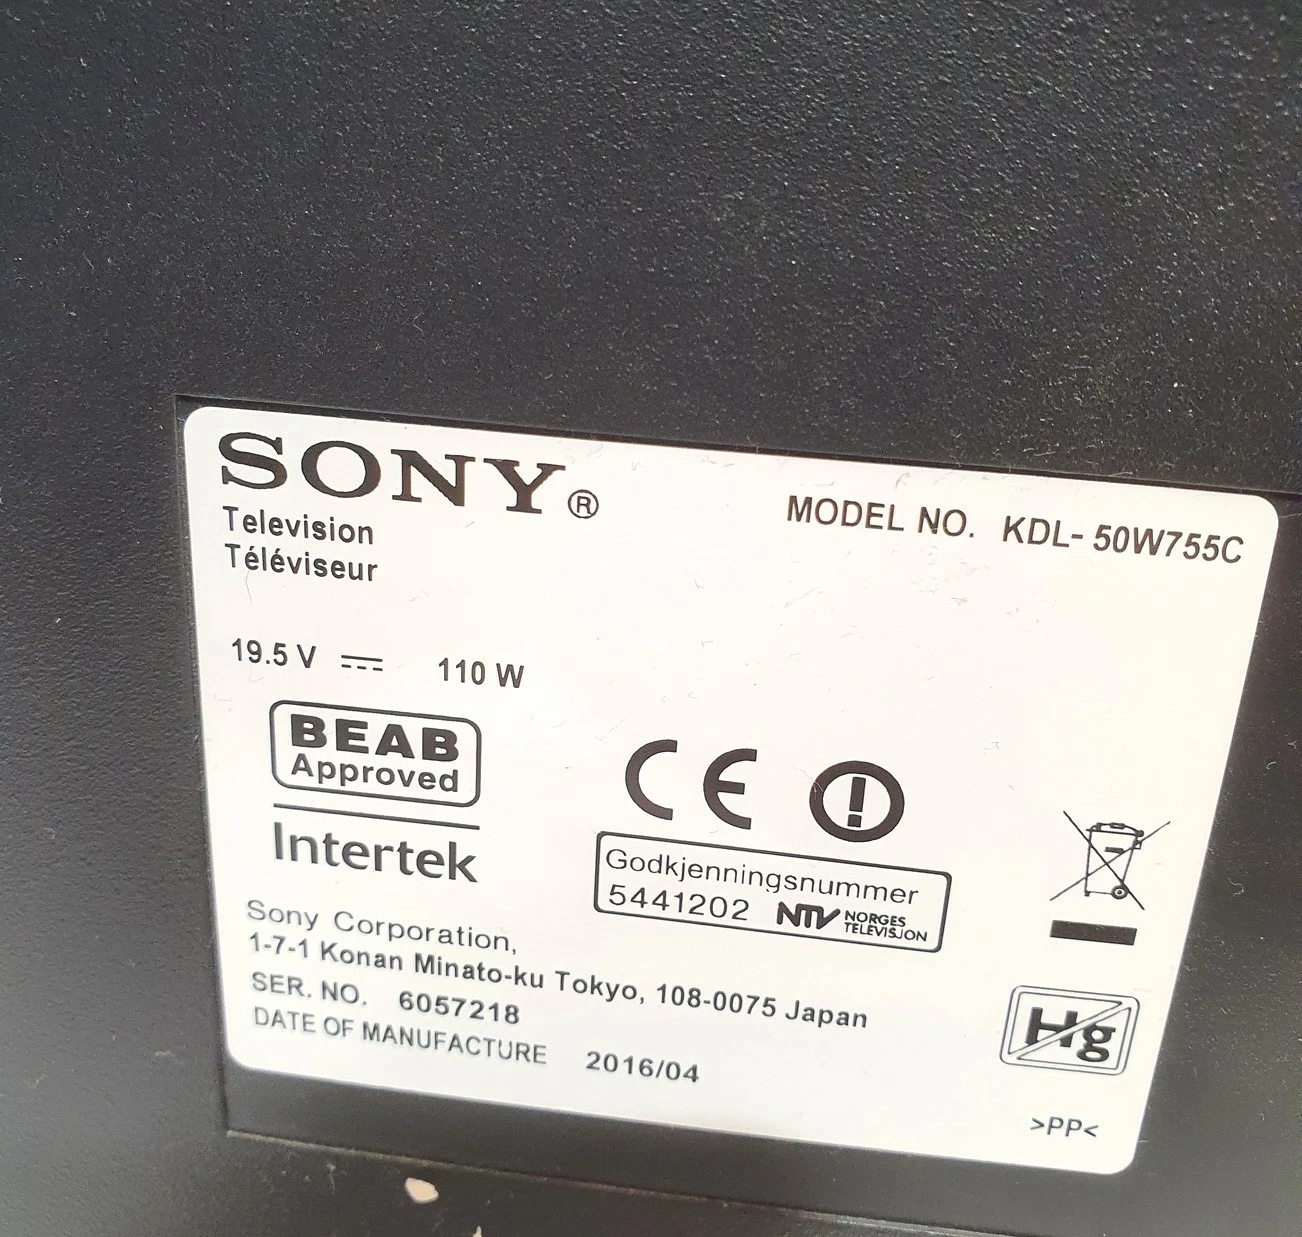 SONY®
Television
Téléviseur
MODEL NO. KDL- 50W755C
19.5 V ⎓ 110 W
BEAB
Approved
Intertek
CE
Godkjenningsnummer
5441202 NTV NORGES
TELEVISJON
Sony Corporation,
1-7-1 Konan Minato-ku Tokyo, 108-0075 Japan
SER. NO. 6057218
DATE OF MANUFACTURE 2016/04
Hg
>PP<